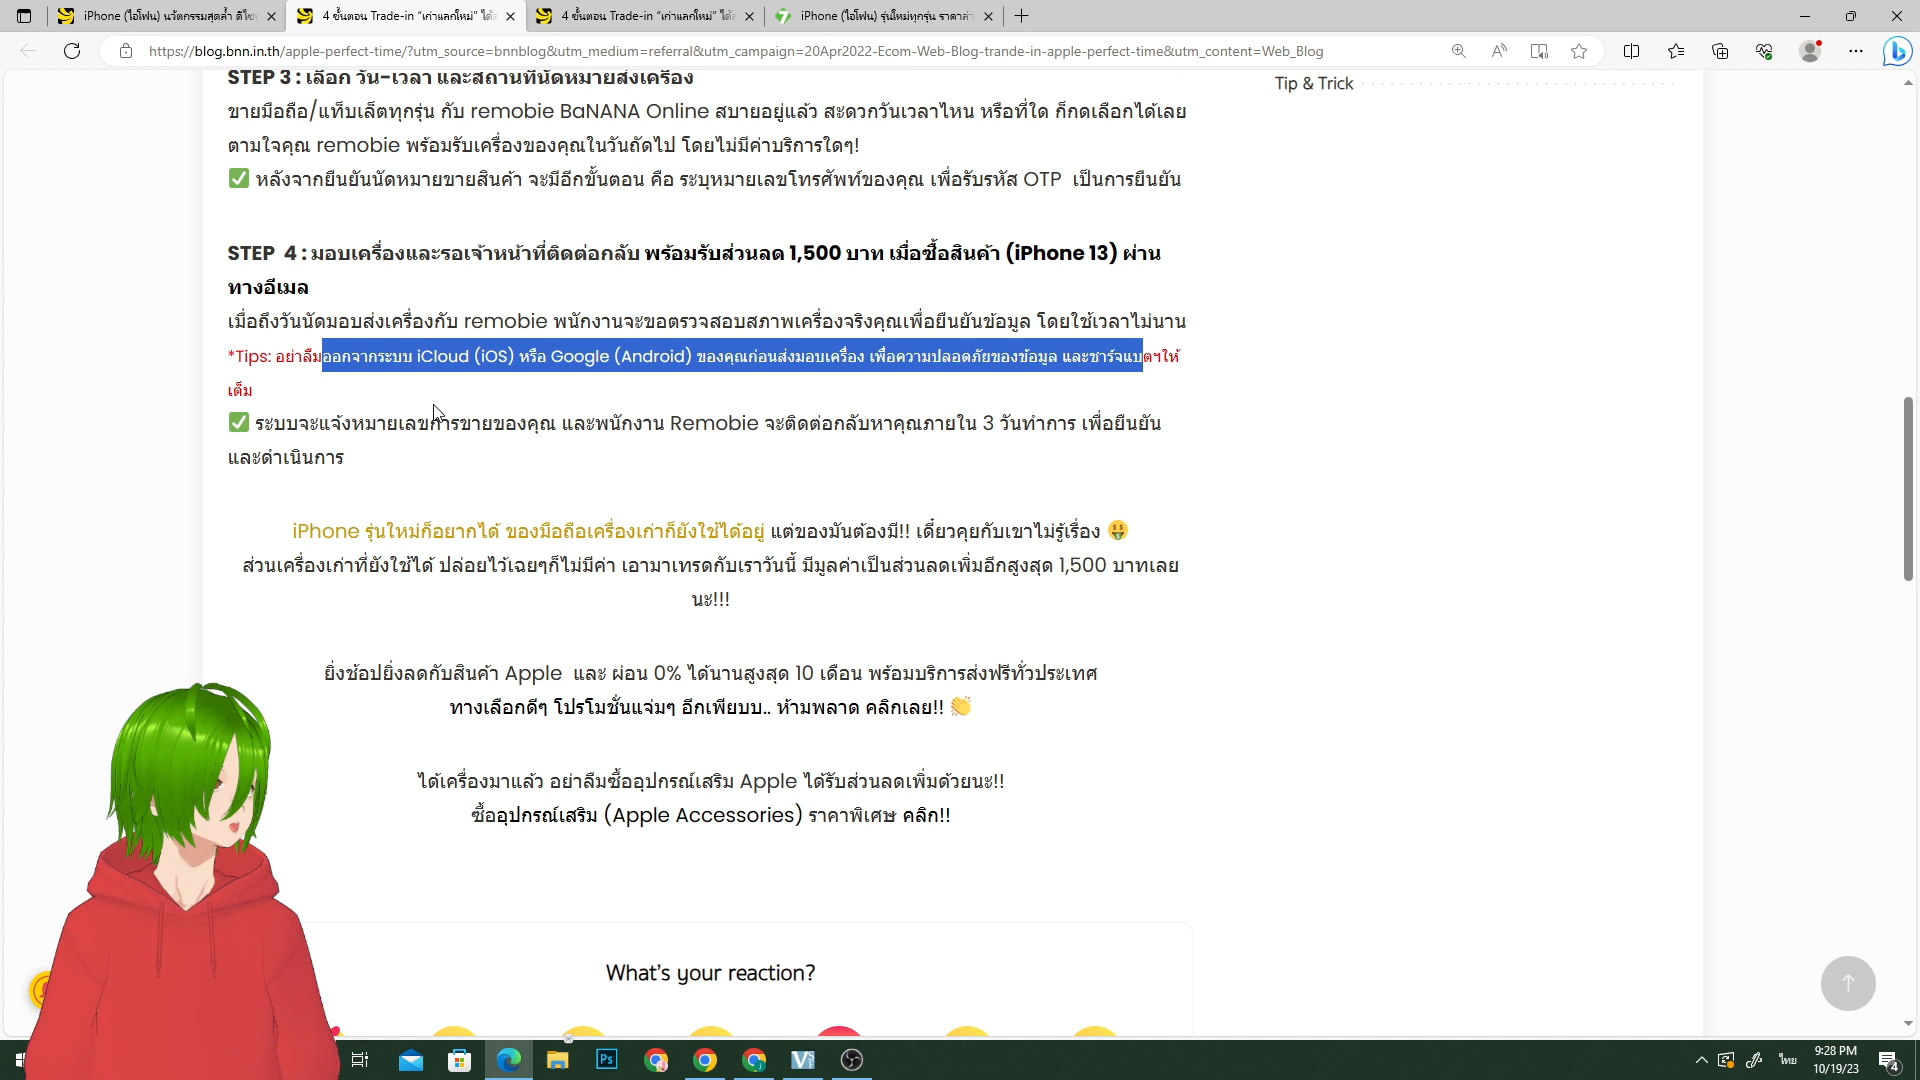 iPhone (ไอโฟน) นวัตกรรมสุดล้ำ ดีไซ
4 ขั้นตอน Trade-in “เก่าแลกใหม่” ได้ส
4 ขั้นตอน Trade-in “เก่าแลกใหม่” ได้ส
iPhone (ไอโฟน) รุ่นใหม่ทุกรุ่น ราคาล่า
https://blog.bnn.in.th/apple-perfect-time/?utm_source=bnnblog&utm_medium=referral&utm_campaign=20Apr2022-Ecom-Web-Blog-trande-in-apple-perfect-time&utm_content=Web_Blog
STEP 3 : เลือก วัน-เวลา และสถานที่นัดหมายส่งเครื่อง
Tip & Trick
ขายมือถือ/แท็บเล็ตทุกรุ่น กับ remobie BaNANA Online สบายอยู่แล้ว สะดวกวันเวลาไหน หรือที่ใด ก็กดเลือกได้เลย
ตามใจคุณ remobie พร้อมรับเครื่องของคุณในวันถัดไป โดยไม่มีค่าบริการใดๆ!
✅ หลังจากยืนยันนัดหมายขายสินค้า จะมีอีกขั้นตอน คือ ระบุหมายเลขโทรศัพท์ของคุณ เพื่อรับรหัส OTP เป็นการยืนยัน
STEP 4 : มอบเครื่องและรอเจ้าหน้าที่ติดต่อกลับ พร้อมรับส่วนลด 1,500 บาท เมื่อซื้อสินค้า (iPhone 13) ผ่าน
ทางอีเมล
เมื่อถึงวันนัดมอบส่งเครื่องกับ remobie พนักงานจะขอตรวจสอบสภาพเครื่องจริงคุณเพื่อยืนยันข้อมูล โดยใช้เวลาไม่นาน
*Tips: อย่าลืมออกจากระบบ iCloud (iOS) หรือ Google (Android) ของคุณก่อนส่งมอบเครื่อง เพื่อความปลอดภัยของข้อมูล และชาร์จแบตฯให้
เต็ม
✅ ระบบจะแจ้งหมายเลขการขายของคุณ และพนักงาน Remobie จะติดต่อกลับหาคุณภายใน 3 วันทำการ เพื่อยืนยัน
และดำเนินการ
iPhone รุ่นใหม่ก็อยากได้ ของมือถือเครื่องเก่าก็ยังใช้ได้อยู่ แต่ของมันต้องมี!! เดี๋ยวคุยกับเขาไม่รู้เรื่อง 🤑
ส่วนเครื่องเก่าที่ยังใช้ได้ ปล่อยไว้เฉยๆก็ไม่มีค่า เอามาเทรดกับเราวันนี้ มีมูลค่าเป็นส่วนลดเพิ่มอีกสูงสุด 1,500 บาทเลย
นะ!!!
ยิ่งช้อปยิ่งลดกับสินค้า Apple และ ผ่อน 0% ได้นานสูงสุด 10 เดือน พร้อมบริการส่งฟรีทั่วประเทศ
ทางเลือกดีๆ โปรโมชั่นแจ่มๆ อีกเพียบบ.. ห้ามพลาด คลิกเลย!! 👏
ได้เครื่องมาแล้ว อย่าลืมซื้ออุปกรณ์เสริม Apple ได้รับส่วนลดเพิ่มด้วยนะ!!
ซื้ออุปกรณ์เสริม (Apple Accessories) ราคาพิเศษ คลิก!!
What's your reaction?
Ps
ไทย
9:28 PM
10/19/23
4